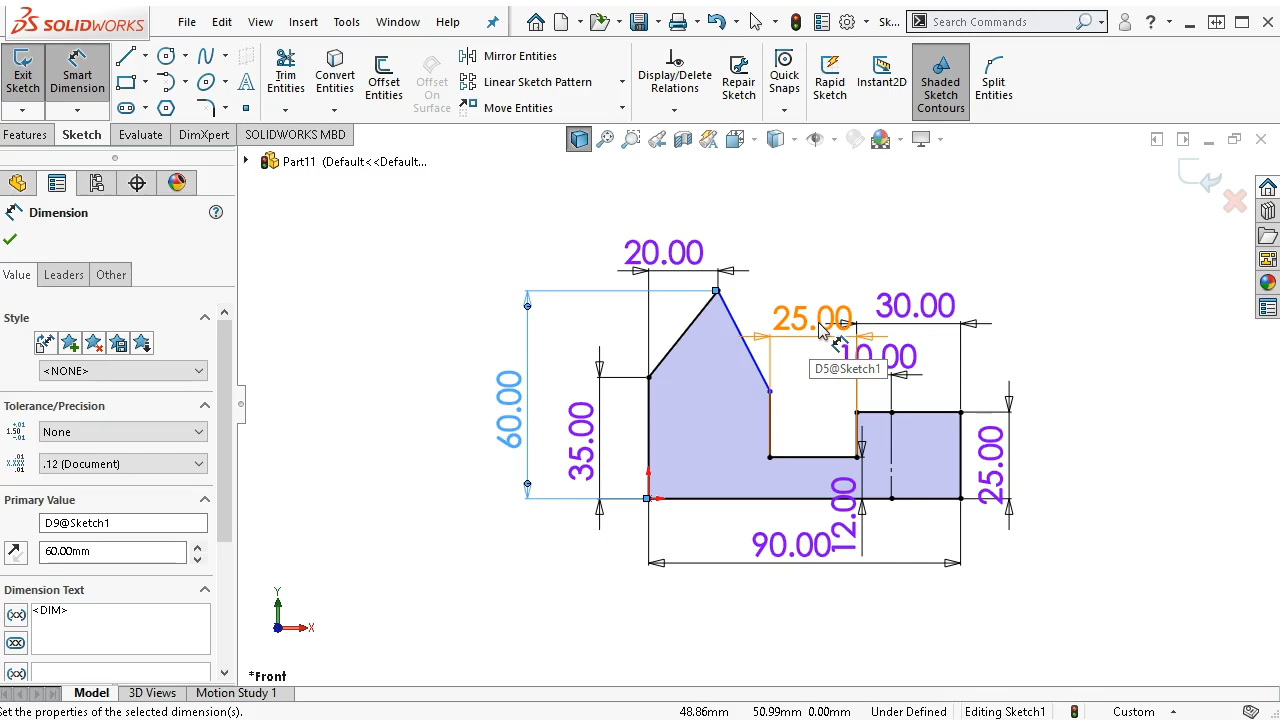 SOLIDWORKS
File Edit View Insert Tools Window Help
Sk...
Search Commands
Exit Sketch
Smart Dimension
Trim Entities
Convert Entities
Offset Entities
Offset On Surface
Mirror Entities
Linear Sketch Pattern
Move Entities
Display/Delete Relations
Repair Sketch
Quick Snaps
Rapid Sketch
Instant2D
Shaded Sketch Contours
Split Entities
Features Sketch Evaluate DimXpert SOLIDWORKS MBD
Part11 (Default<<Default...
Dimension
Value Leaders Other
Style
<NONE>
Tolerance/Precision
None
.12 (Document)
Primary Value
D9@Sketch1
60.00mm
Dimension Text
<DIM>
20.00
25.00
30.00
10.00
D5@Sketch1
60.00
35.00
25.00
12.00
90.00
Y
X
*Front
Model 3D Views Motion Study 1
Set the properties of the selected dimension(s).
48.86mm 50.99mm 0.00mm Under Defined Editing Sketch1 Custom